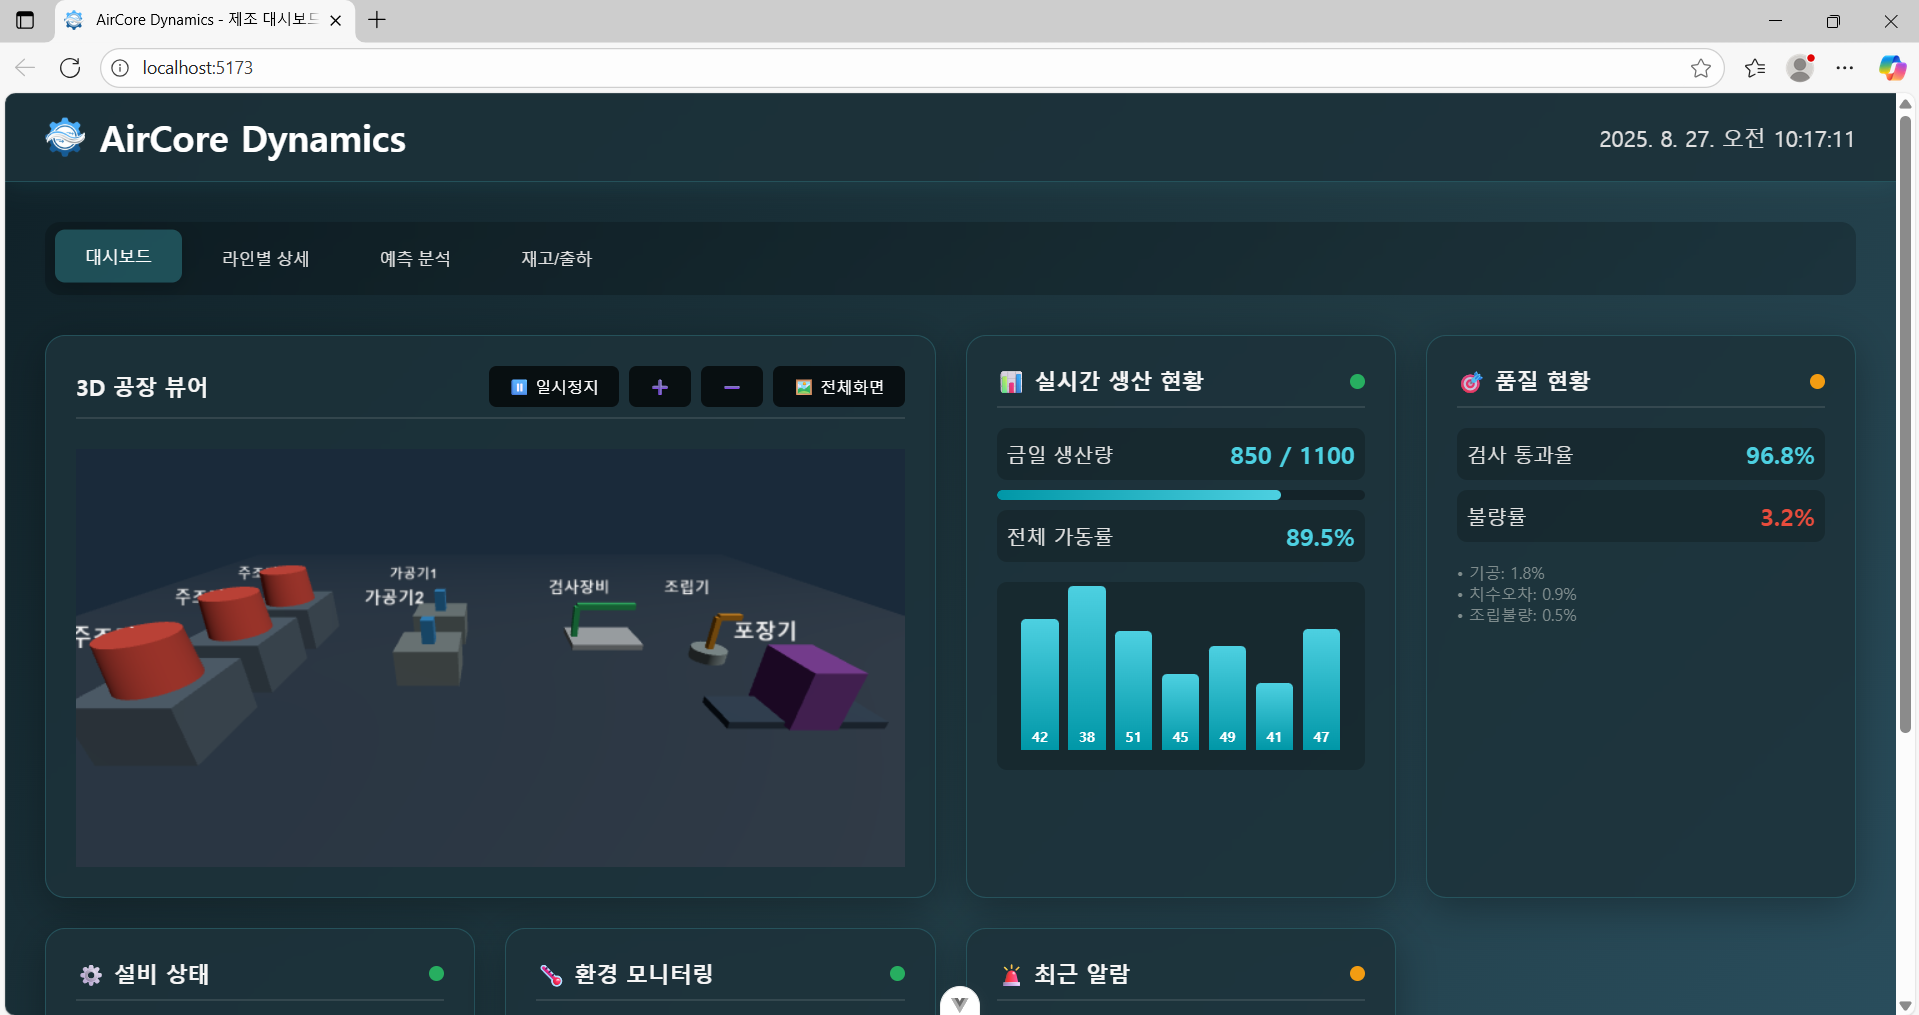 AirCore Dynamics - 제조 대시보드
localhost:5173
AirCore Dynamics
2025. 8. 27. 오전 10:17:11
대시보드
라인별 상세
예측 분석
재고/출하
3D 공장 뷰어
일시정지
+
−
전체화면
가공기1
가공기2
검사장비
조립기
포장기
실시간 생산 현황
금일 생산량
850 / 1100
전체 가동률
89.5%
42 38 51 45 49 41 47
품질 현황
검사 통과율
96.8%
불량률
3.2%
• 기공: 1.8%
• 치수오차: 0.9%
• 조립불량: 0.5%
설비 상태
환경 모니터링
최근 알람